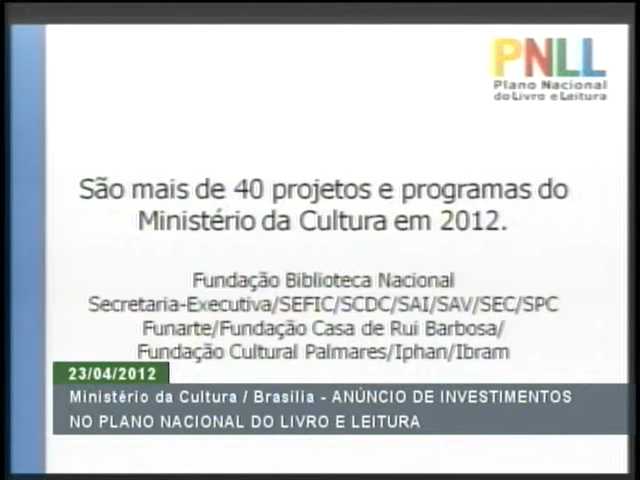 PNLL
Plano Nacional
do Livro e Leitura
São mais de 40 projetos e programas do
Ministério da Cultura em 2012.
Fundação Biblioteca Nacional
Secretaria-Executiva/SEFIC/SCDC/SAI/SAV/SEC/SPC
Funarte/Fundação Casa de Rui Barbosa/
Fundação Cultural Palmares/Iphan/Ibram
23/04/2012
Ministério da Cultura / Brasília - ANÚNCIO DE INVESTIMENTOS
NO PLANO NACIONAL DO LIVRO E LEITURA